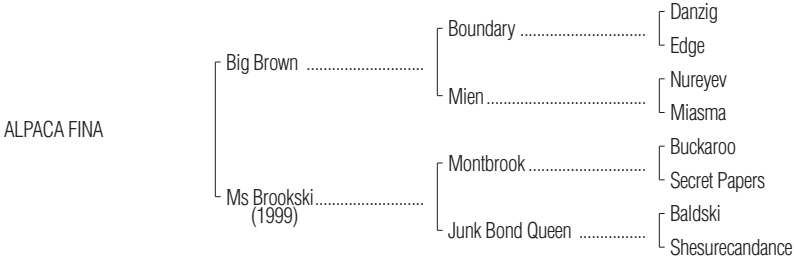 Danzig
Boundary ..............................
Edge
Big Brown ............................
Nureyev
Mien......................................
Miasma
ALPACA FINA
Buckaroo
Montbrook............................
Secret Papers
Ms Brookski..........................
(1999)
Baldski
Junk Bond Queen ................
Shesurecandance